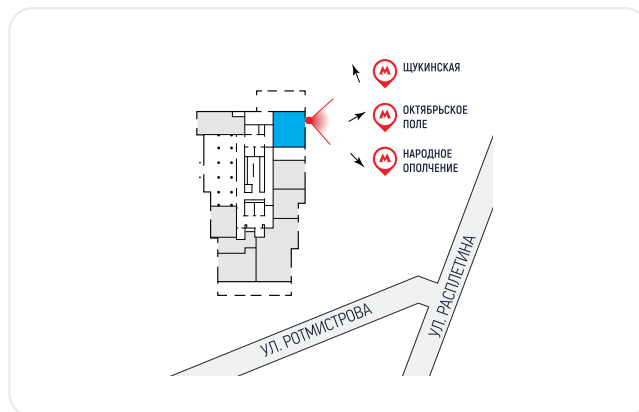 ЩУКИНСКАЯ
ОКТЯБРЬСКОЕ
ПОЛЕ
НАРОДНОЕ
ОПОЛЧЕНИЕ
УЛ. РОТМИСТРОВА
УЛ. РАСПЛЕТИНА